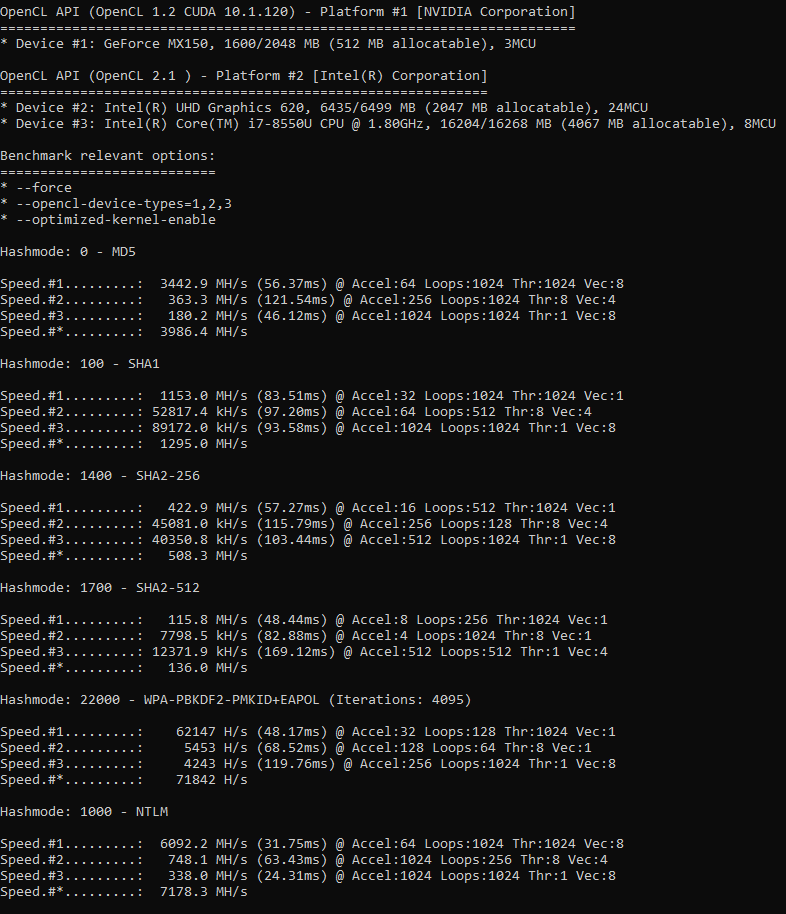 OpenCL API (OpenCL 1.2 CUDA 10.1.120) - Platform #1 [NVIDIA Corporation]
========================================================================
* Device #1: GeForce MX150, 1600/2048 MB (512 MB allocatable), 3MCU

OpenCL API (OpenCL 2.1 ) - Platform #2 [Intel(R) Corporation]
=============================================================
* Device #2: Intel(R) UHD Graphics 620, 6435/6499 MB (2047 MB allocatable), 24MCU
* Device #3: Intel(R) Core(TM) i7-8550U CPU @ 1.80GHz, 16204/16268 MB (4067 MB allocatable), 8MCU

Benchmark relevant options:
===========================
* --force
* --opencl-device-types=1,2,3
* --optimized-kernel-enable

Hashmode: 0 - MD5

Speed.#1.........:  3442.9 MH/s (56.37ms) @ Accel:64 Loops:1024 Thr:1024 Vec:8
Speed.#2.........:   363.3 MH/s (121.54ms) @ Accel:256 Loops:1024 Thr:8 Vec:4
Speed.#3.........:   180.2 MH/s (46.12ms) @ Accel:1024 Loops:1024 Thr:1 Vec:8
Speed.#*.........:  3986.4 MH/s

Hashmode: 100 - SHA1

Speed.#1.........:  1153.0 MH/s (83.51ms) @ Accel:32 Loops:1024 Thr:1024 Vec:1
Speed.#2.........: 52817.4 kH/s (97.20ms) @ Accel:64 Loops:512 Thr:8 Vec:4
Speed.#3.........: 89172.0 kH/s (93.58ms) @ Accel:1024 Loops:1024 Thr:1 Vec:8
Speed.#*.........:  1295.0 MH/s

Hashmode: 1400 - SHA2-256

Speed.#1.........:   422.9 MH/s (57.27ms) @ Accel:16 Loops:512 Thr:1024 Vec:1
Speed.#2.........: 45081.0 kH/s (115.79ms) @ Accel:256 Loops:128 Thr:8 Vec:4
Speed.#3.........: 40350.8 kH/s (103.44ms) @ Accel:512 Loops:1024 Thr:1 Vec:8
Speed.#*.........:   508.3 MH/s

Hashmode: 1700 - SHA2-512

Speed.#1.........:   115.8 MH/s (48.44ms) @ Accel:8 Loops:256 Thr:1024 Vec:1
Speed.#2.........:  7798.5 kH/s (82.88ms) @ Accel:4 Loops:1024 Thr:8 Vec:1
Speed.#3.........: 12371.9 kH/s (169.12ms) @ Accel:512 Loops:512 Thr:1 Vec:4
Speed.#*.........:   136.0 MH/s

Hashmode: 22000 - WPA-PBKDF2-PMKID+EAPOL (Iterations: 4095)

Speed.#1.........:    62147 H/s (48.17ms) @ Accel:32 Loops:128 Thr:1024 Vec:1
Speed.#2.........:     5453 H/s (68.52ms) @ Accel:128 Loops:64 Thr:8 Vec:1
Speed.#3.........:     4243 H/s (119.76ms) @ Accel:256 Loops:1024 Thr:1 Vec:8
Speed.#*.........:    71842 H/s

Hashmode: 1000 - NTLM

Speed.#1.........:  6092.2 MH/s (31.75ms) @ Accel:64 Loops:1024 Thr:1024 Vec:8
Speed.#2.........:   748.1 MH/s (63.43ms) @ Accel:1024 Loops:256 Thr:8 Vec:4
Speed.#3.........:   338.0 MH/s (24.31ms) @ Accel:1024 Loops:1024 Thr:1 Vec:8
Speed.#*.........:  7178.3 MH/s